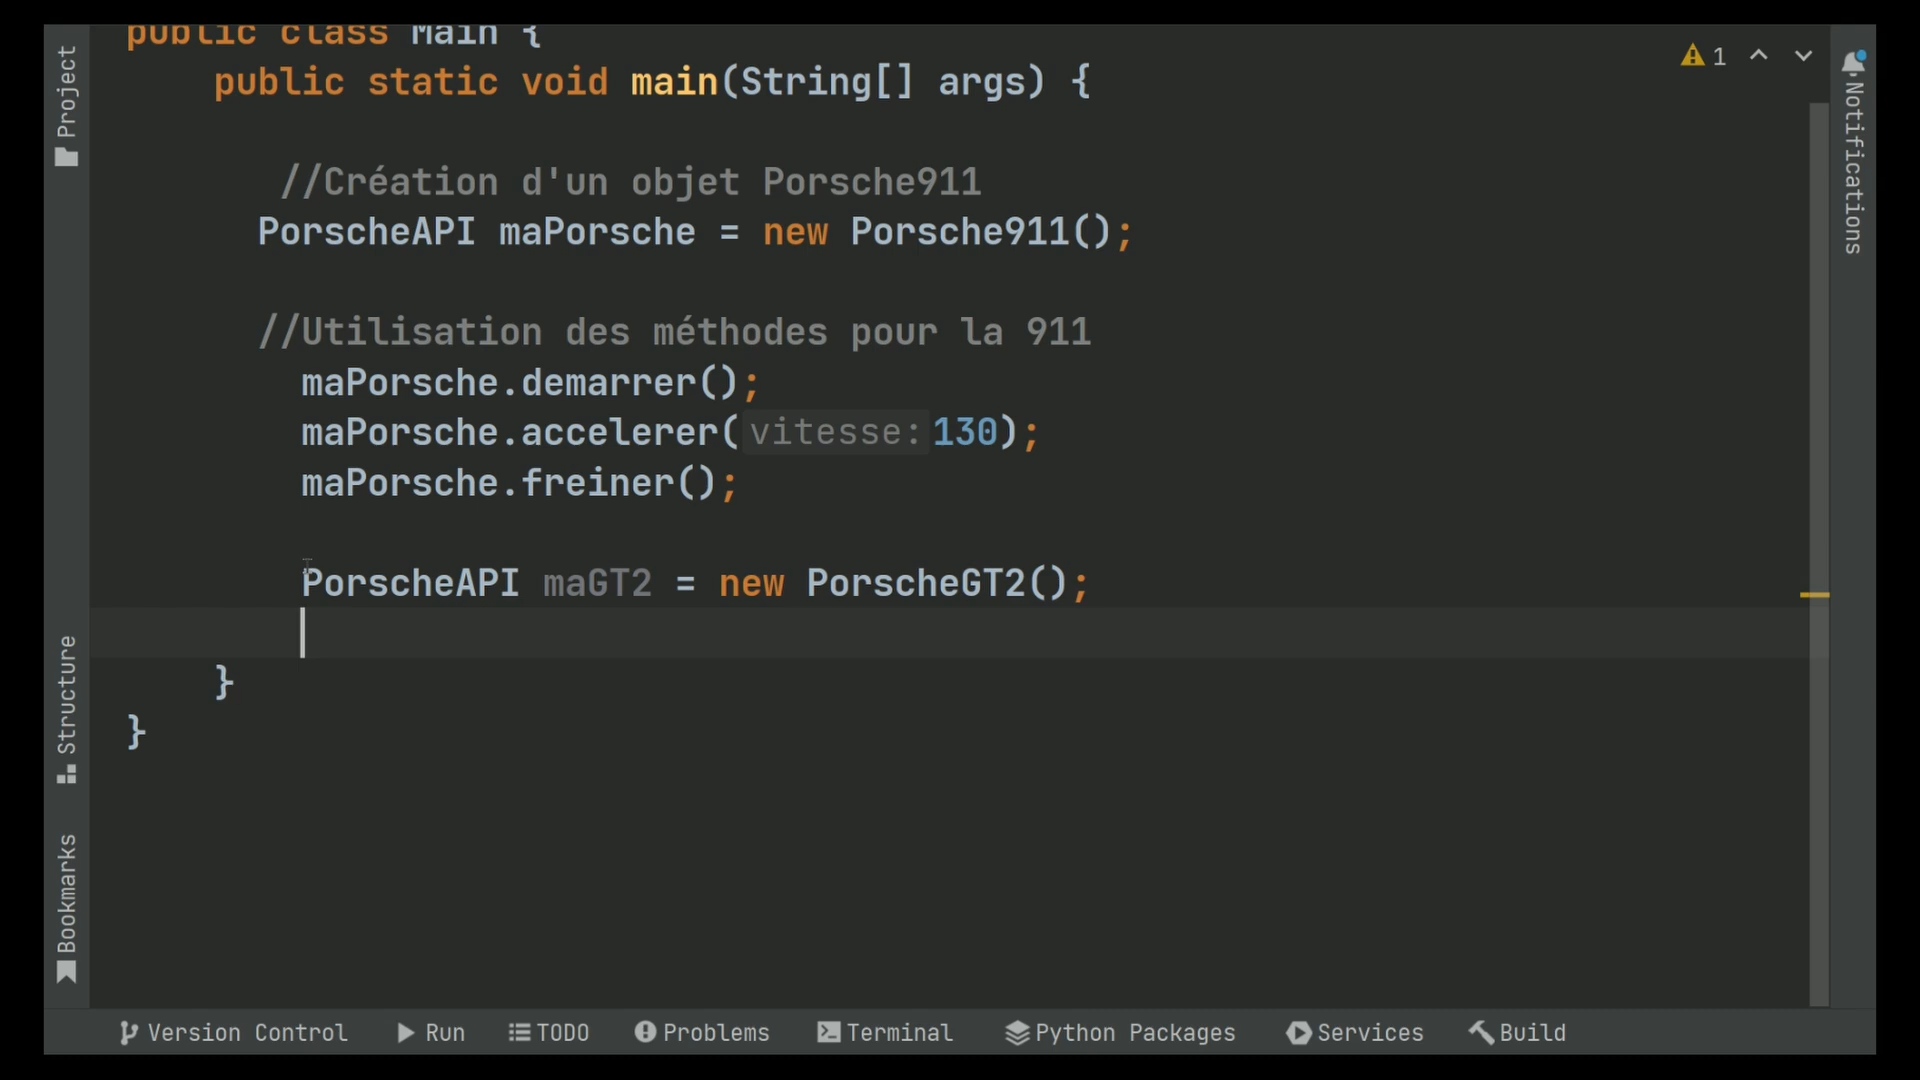 public class Main {
public static void main(String[] args) {
//Création d'un objet Porsche911
PorscheAPI maPorsche = new Porsche911();
//Utilisation des méthodes pour la 911
maPorsche.demarrer();
maPorsche.accelerer( vitesse: 130);
maPorsche.freiner();
PorscheAPI maGT2 = new PorscheGT2();
}
}
1
Project
Structure
Bookmarks
Notifications
Version Control Run TODO Problems Terminal Python Packages Services Build